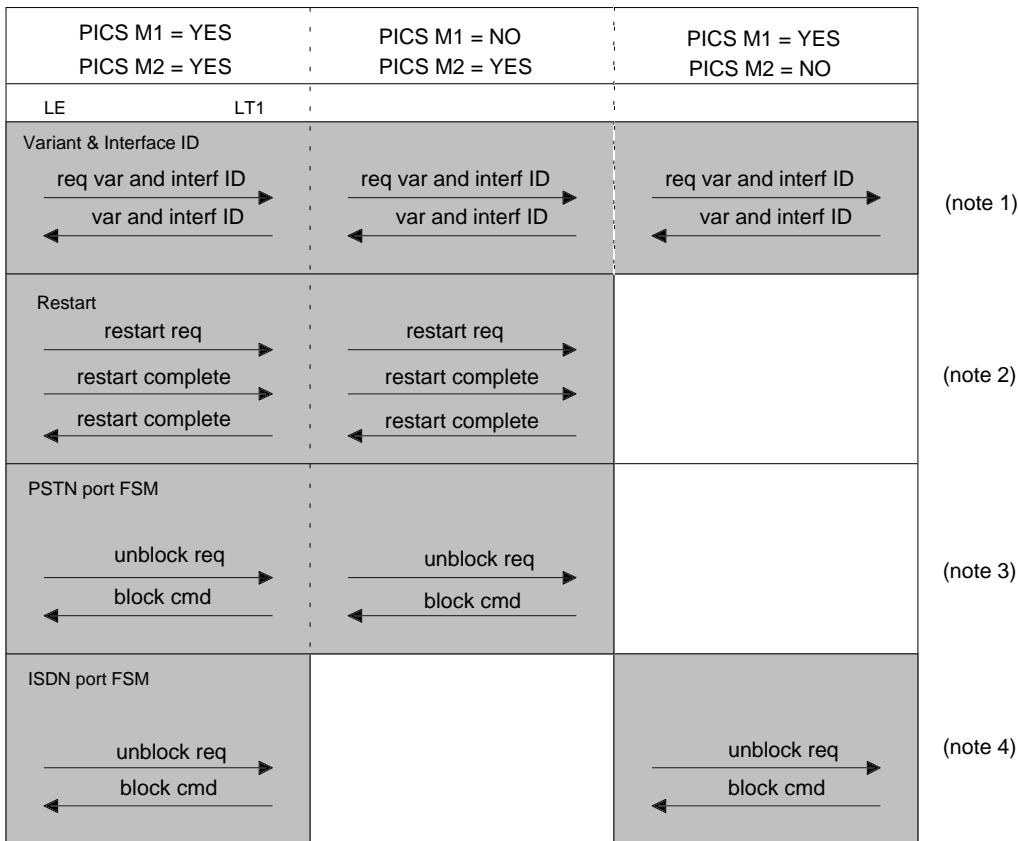 PICS M1 = YES PICS M1 = NO PICS M1 = YES
PICS M2 = YES PICS M2 = YES PICS M2 = NO
LE LT1
Variant & Interface ID
req var and interf ID req var and interf ID req var and interf ID
var and interf ID var and interf ID var and interf ID
(note 1)
Restart
restart req restart req
restart complete restart complete
restart complete restart complete
(note 2)
PSTN port FSM
unblock req unblock req
block cmd block cmd
(note 3)
ISDN port FSM
unblock req unblock req
block cmd block cmd
(note 4)